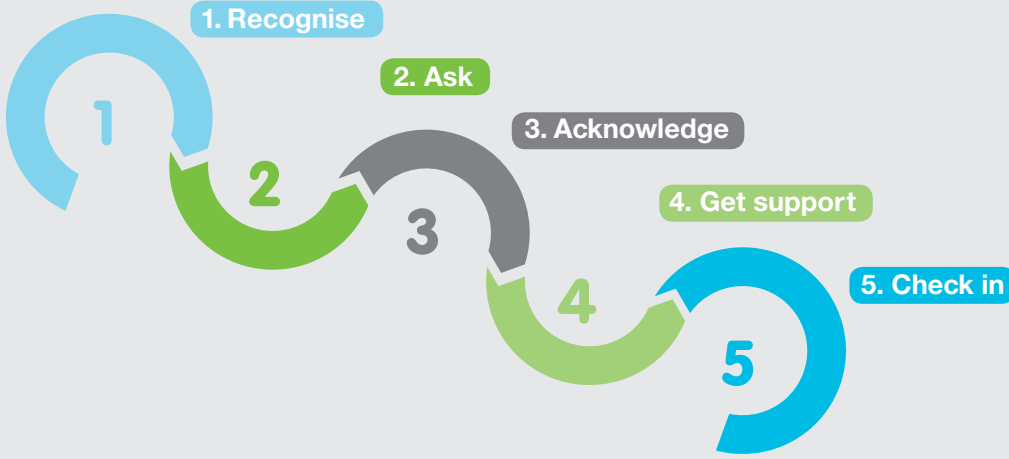 1. Recognise
1
2. Ask
2
3. Acknowledge
3
4. Get support
4
5. Check in
5